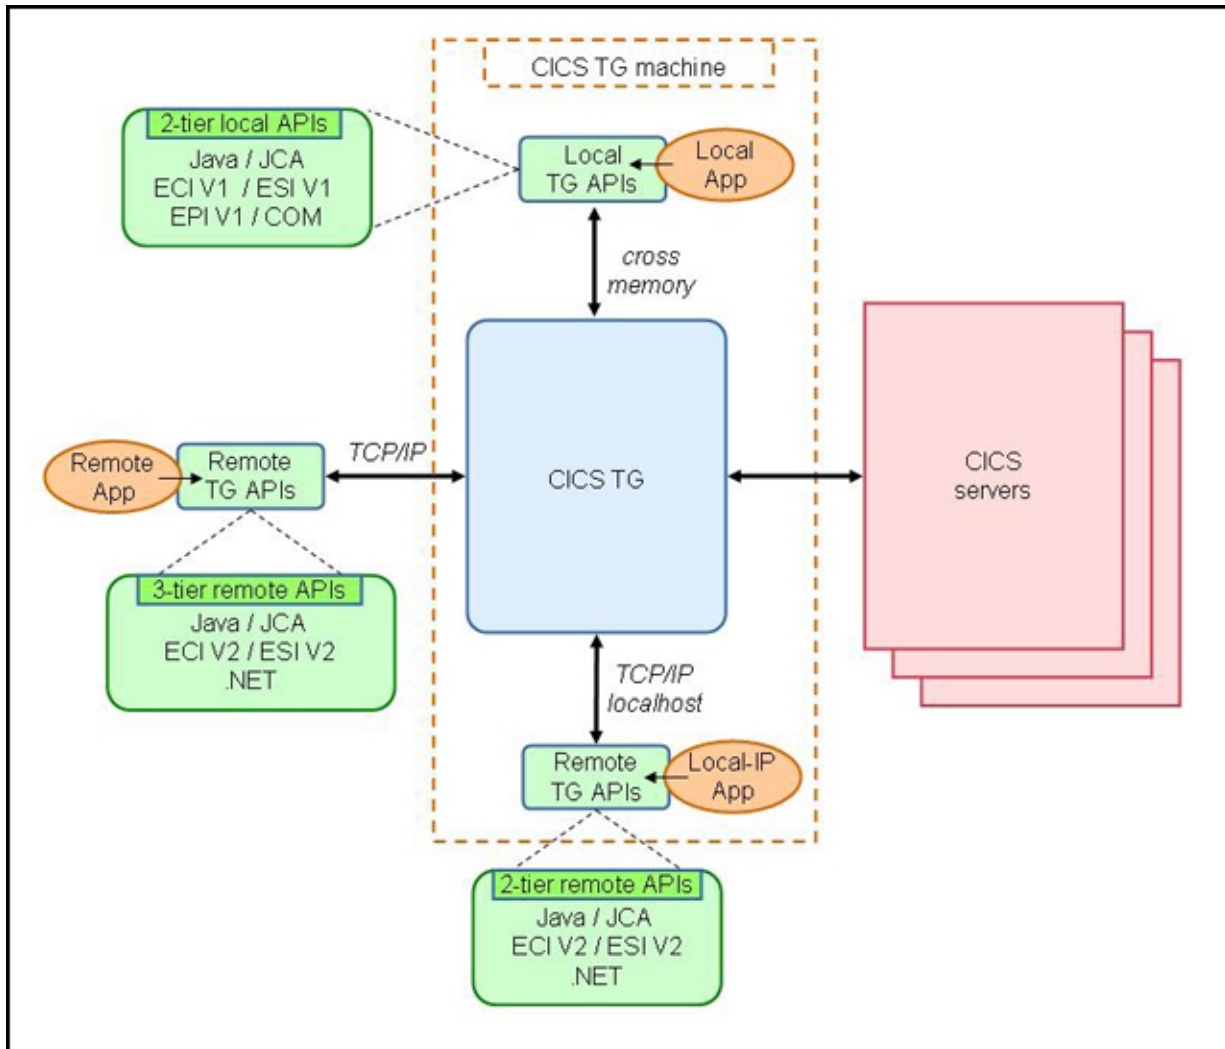 CICS TG machine
2-tier local APIs
Java / JCA
ECI V1 / ESI V1
EPI V1 / COM
Local
TG APIs
Local
App
cross
memory
Remote
App
Remote
TG APIs
TCP/IP
CICS TG
CICS
servers
3-tier remote APIs
Java / JCA
ECI V2 / ESI V2
.NET
TCP/IP
localhost
Remote
TG APIs
Local-IP
App
2-tier remote APIs
Java / JCA
ECI V2 / ESI V2
.NET